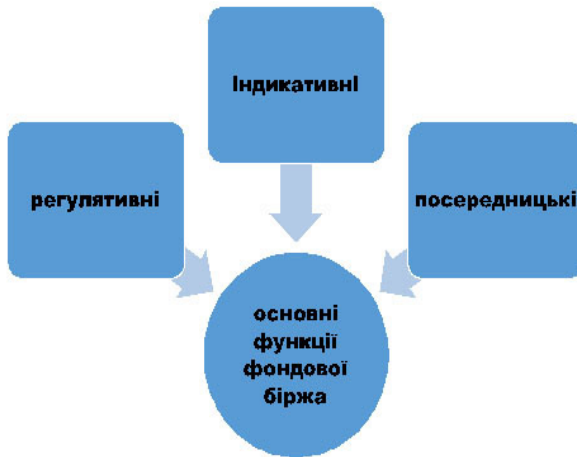 індикативні
регулятивні
посередницькі
основні
функції
фондової
біржа